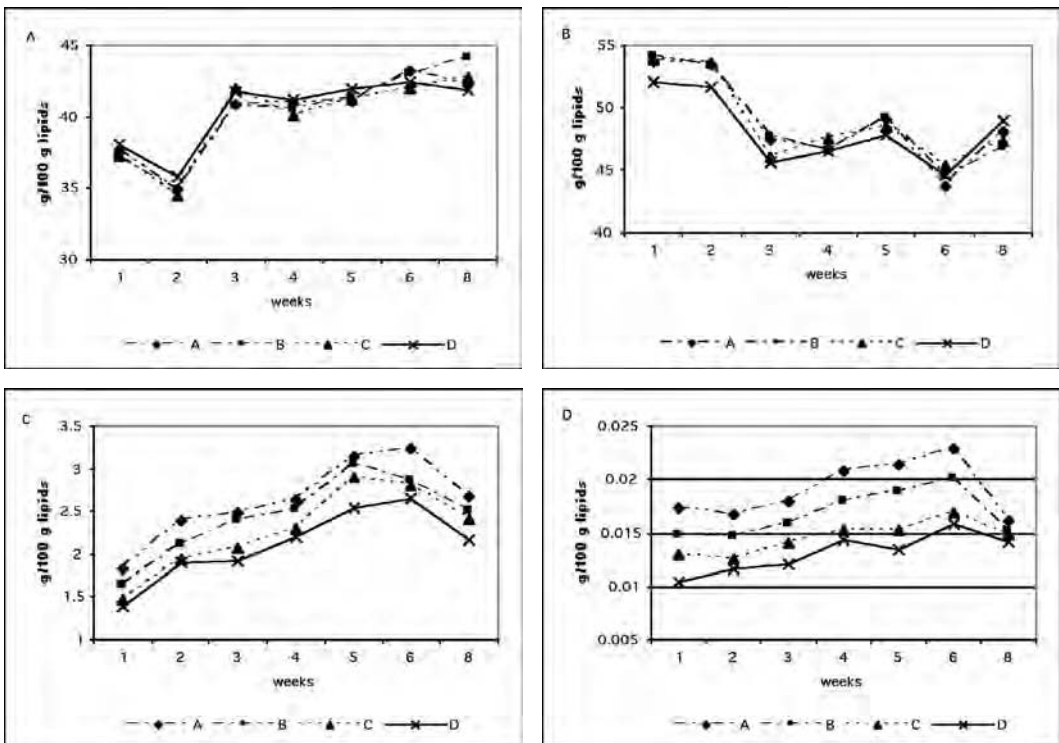 A
45
40
35
30
g/100 g lipids
1 2 3 4 5 6 8
weeks
A B C D
B
55
50
45
40
g/100 g lipids
1 2 3 4 5 6 8
weeks
A B C D
C
3.5
3
2.5
2
1.5
1
g/100 g lipids
1 2 3 4 5 6 8
weeks
A B C D
D
0.025
0.02
0.015
0.01
0.005
g/100 g lipids
1 2 3 4 5 6 8
weeks
A B C D